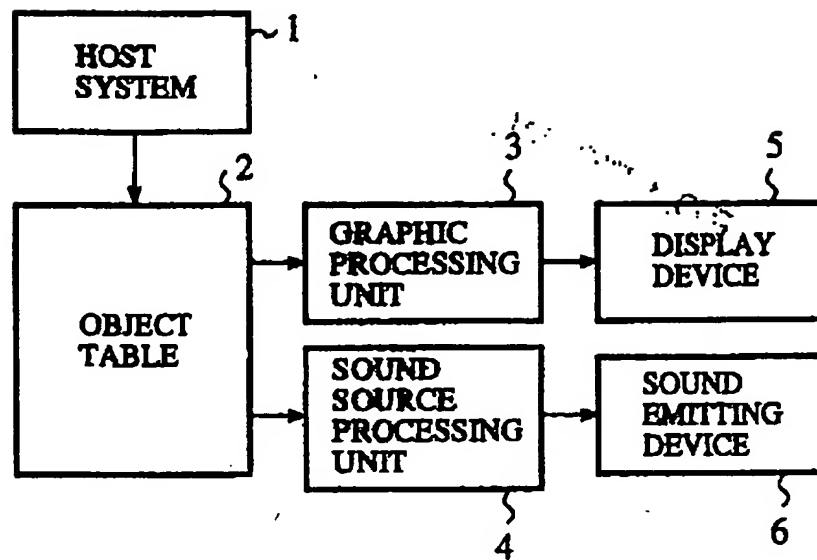 HOST
SYSTEM
1
2
OBJECT
TABLE
3
GRAPHIC
PROCESSING
UNIT
5
DISPLAY
DEVICE
SOUND
SOURCE
PROCESSING
UNIT
4
SOUND
EMITTING
DEVICE
6